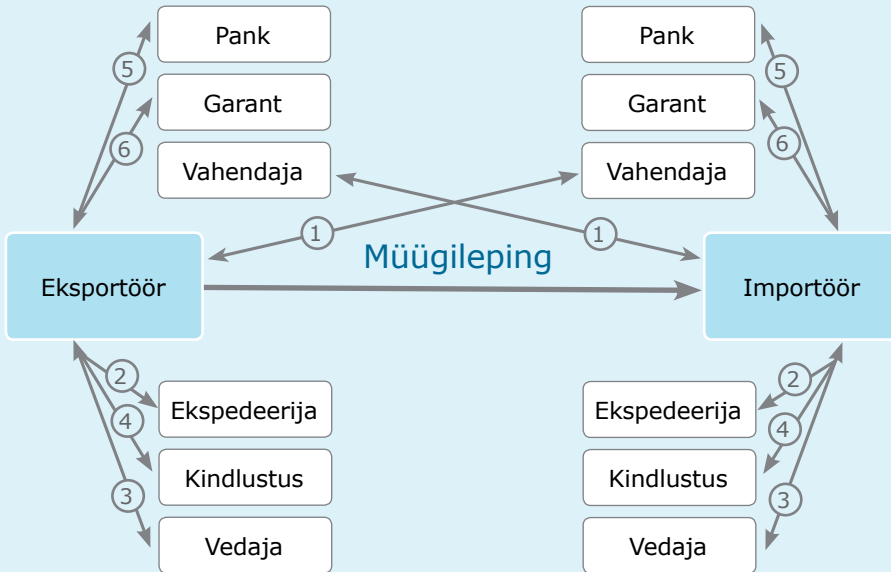 Pank
Pank
5
5
Garant
Garant
6
6
Vahendaja
Vahendaja
1
1
Müügileping
Eksportöör
Importöör
2
2
Ekspedeerija
Ekspedeerija
4
4
Kindlustus
Kindlustus
3
3
Vedaja
Vedaja